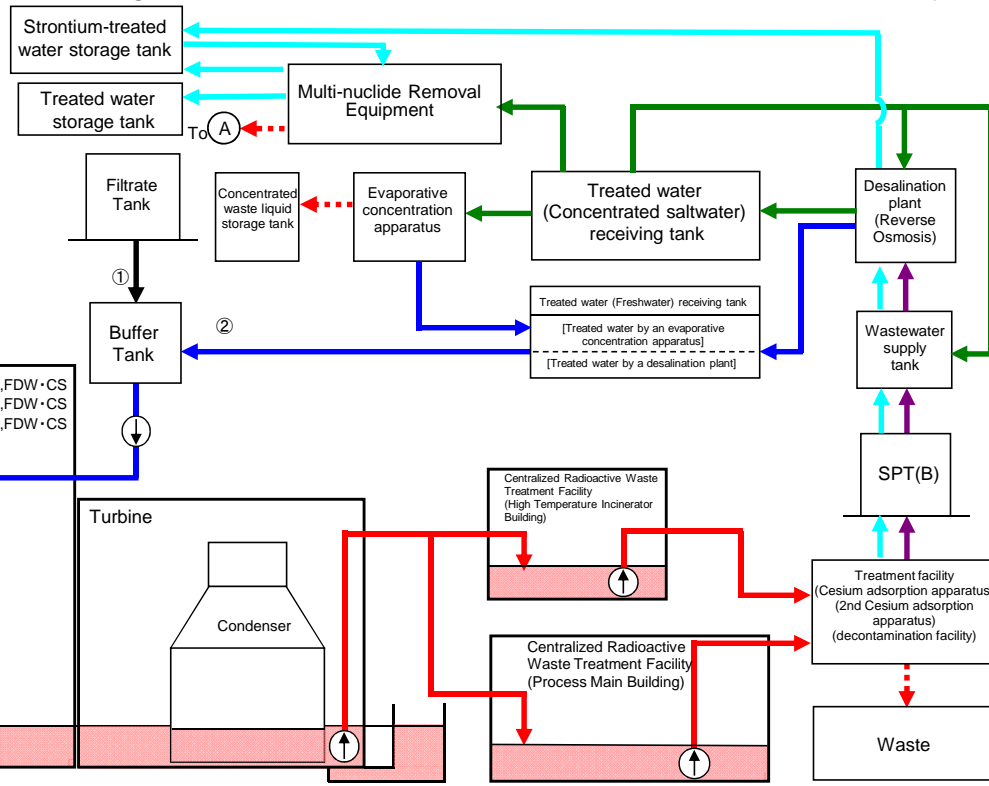 Strontium-treated
water storage tank
Treated water
storage tank
Multi-nuclide Removal
Equipment
To A
Filtrate
Tank
Concentrated
waste liquid
storage tank
Evaporative
concentration
apparatus
Treated water
(Concentrated saltwater)
receiving tank
Desalination
plant
(Reverse
Osmosis)
①
②
Buffer
Tank
Treated water (Freshwater) receiving tank
[Treated water by an evaporative
concentration apparatus]
[Treated water by a desalination plant]
Wastewater
supply
tank
,FDW・CS
,FDW・CS
,FDW・CS
SPT(B)
Turbine
Condenser
Centralized Radioactive Waste
Treatment Facility
(High Temperature Incinerator
Building)
Centralized Radioactive
Waste Treatment Facility
(Process Main Building)
Treatment facility
(Cesium adsorption apparatus
(2nd Cesium adsorption
apparatus)
(decontamination facility)
Waste